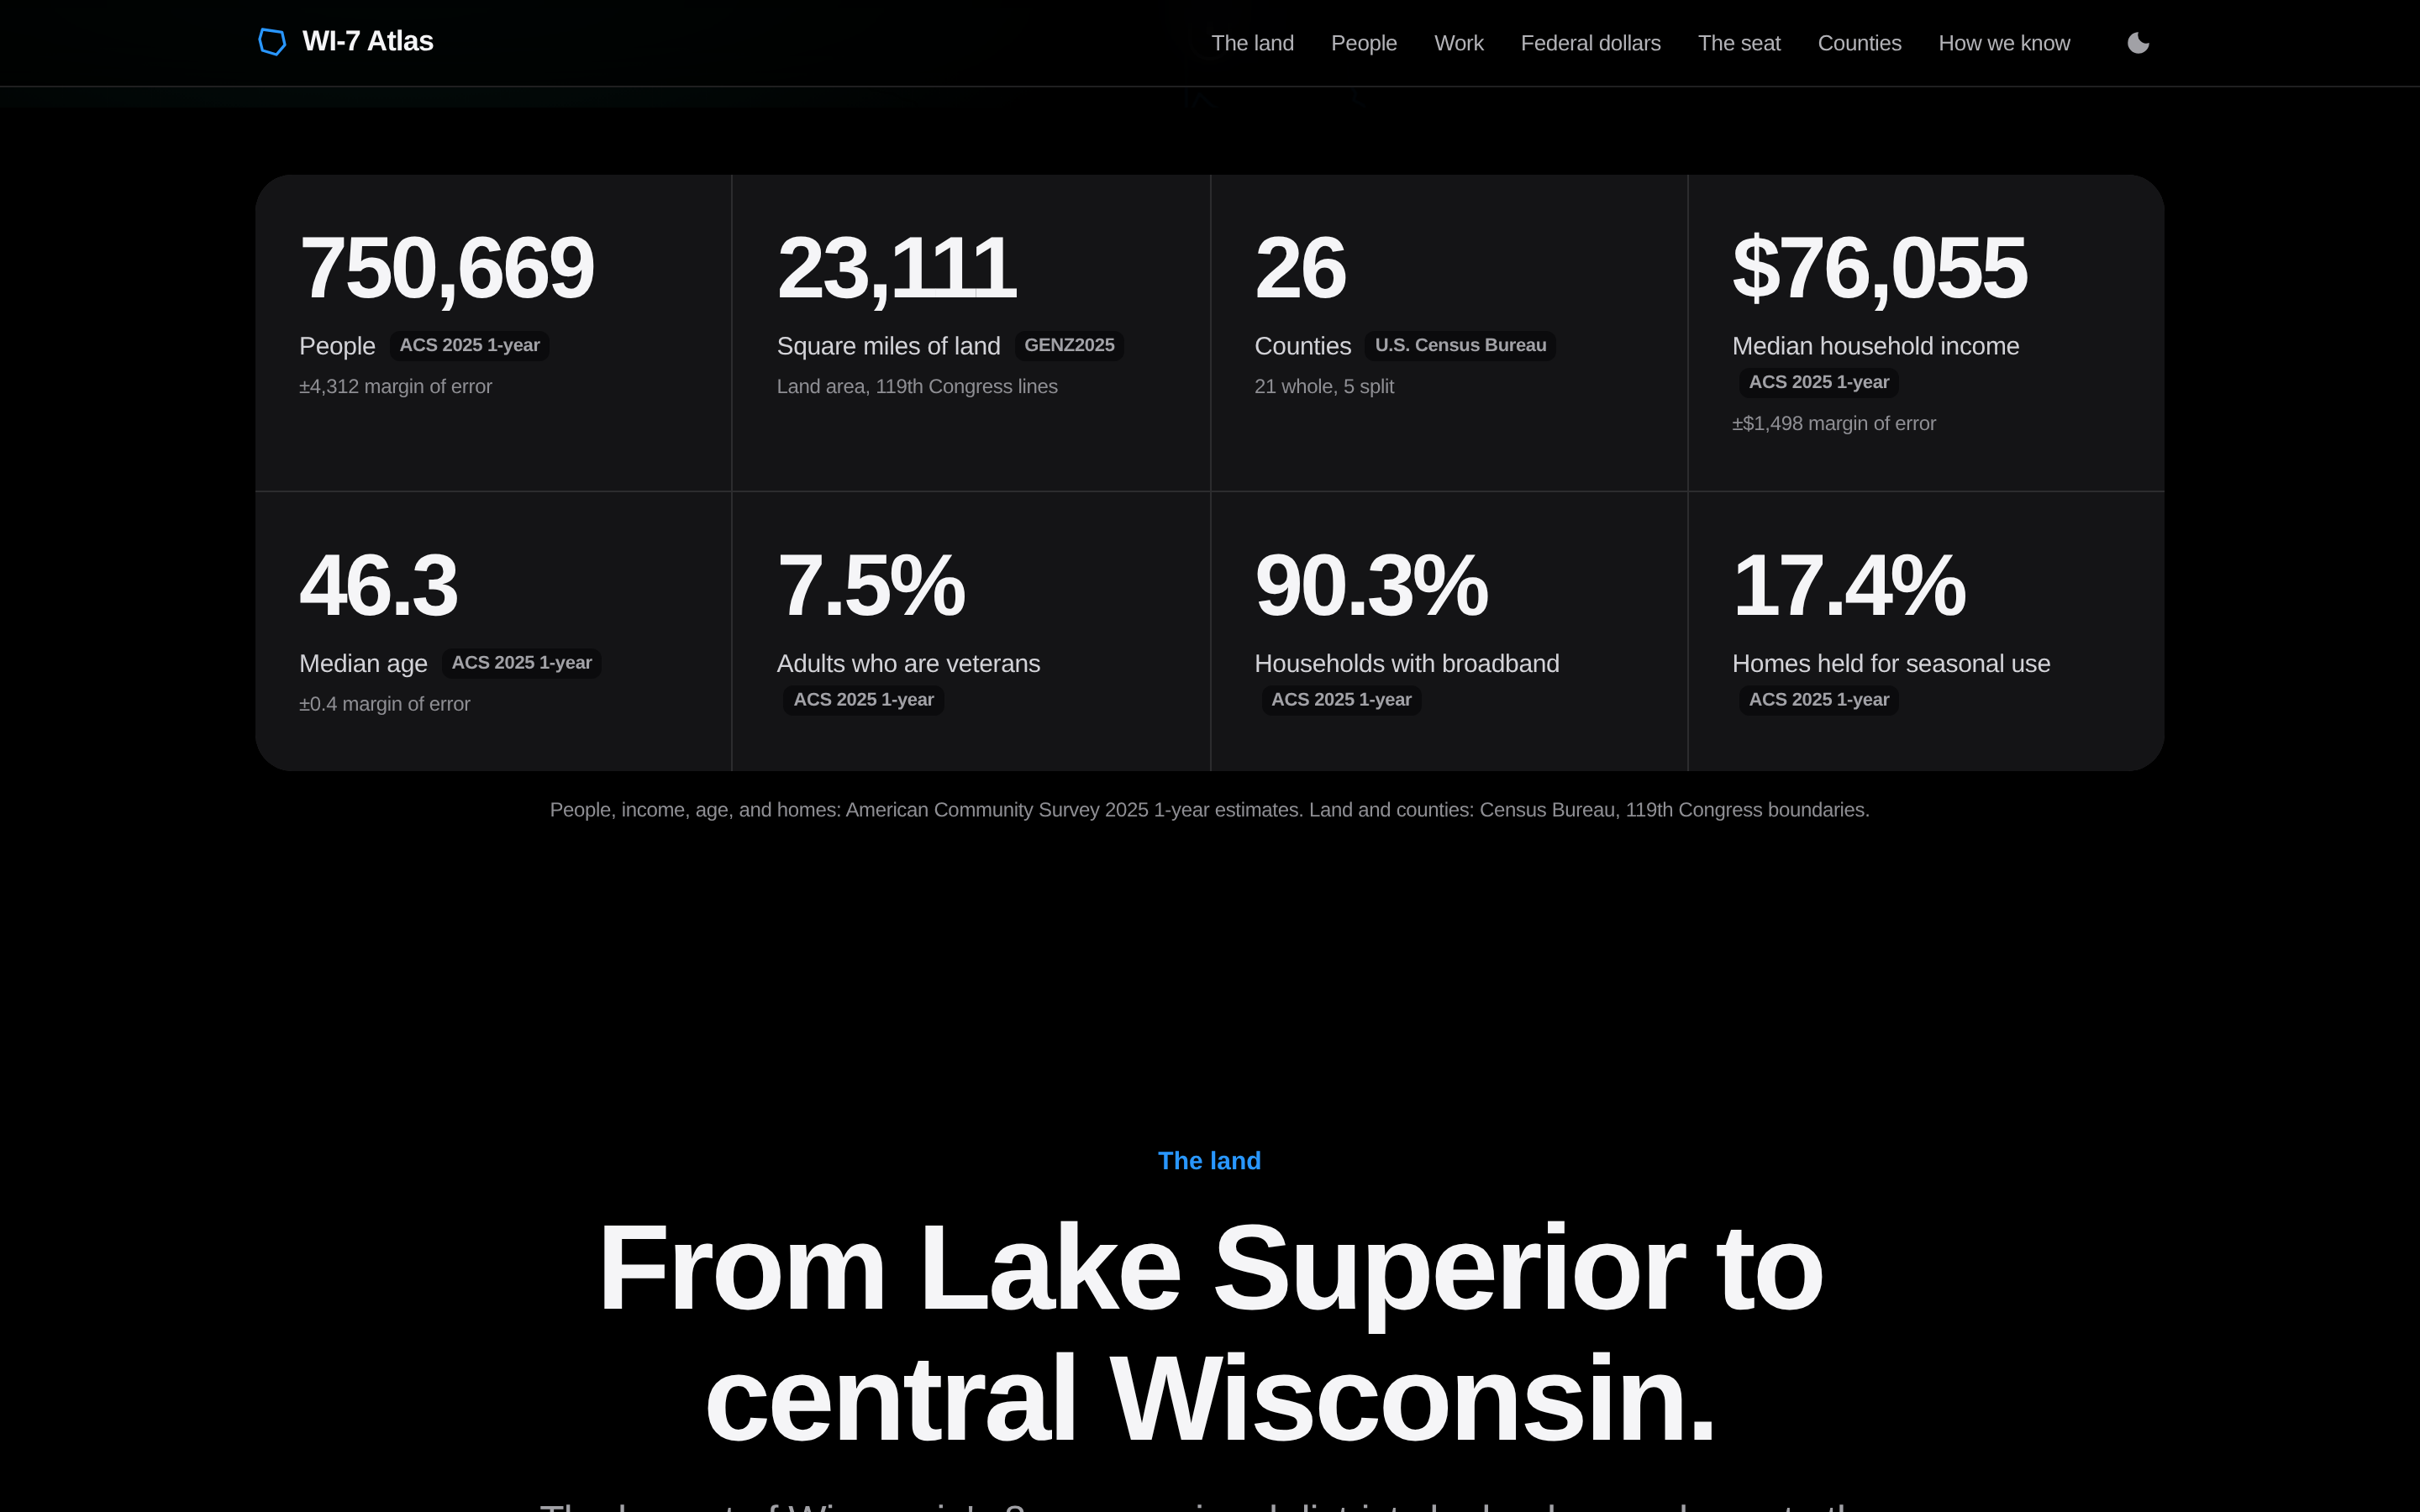 WI-7 Atlas
The land
People
Work
Federal dollars
The seat
Counties
How we know
750,669
People ACS 2025 1-year
±4,312 margin of error
23,111
Square miles of land GENZ2025
Land area, 119th Congress lines
26
Counties U.S. Census Bureau
21 whole, 5 split
$76,055
Median household income
ACS 2025 1-year
±$1,498 margin of error
46.3
Median age ACS 2025 1-year
±0.4 margin of error
7.5%
Adults who are veterans
ACS 2025 1-year
90.3%
Households with broadband
ACS 2025 1-year
17.4%
Homes held for seasonal use
ACS 2025 1-year
People, income, age, and homes: American Community Survey 2025 1-year estimates. Land and counties: Census Bureau, 119th Congress boundaries.
The land
From Lake Superior to
central Wisconsin.